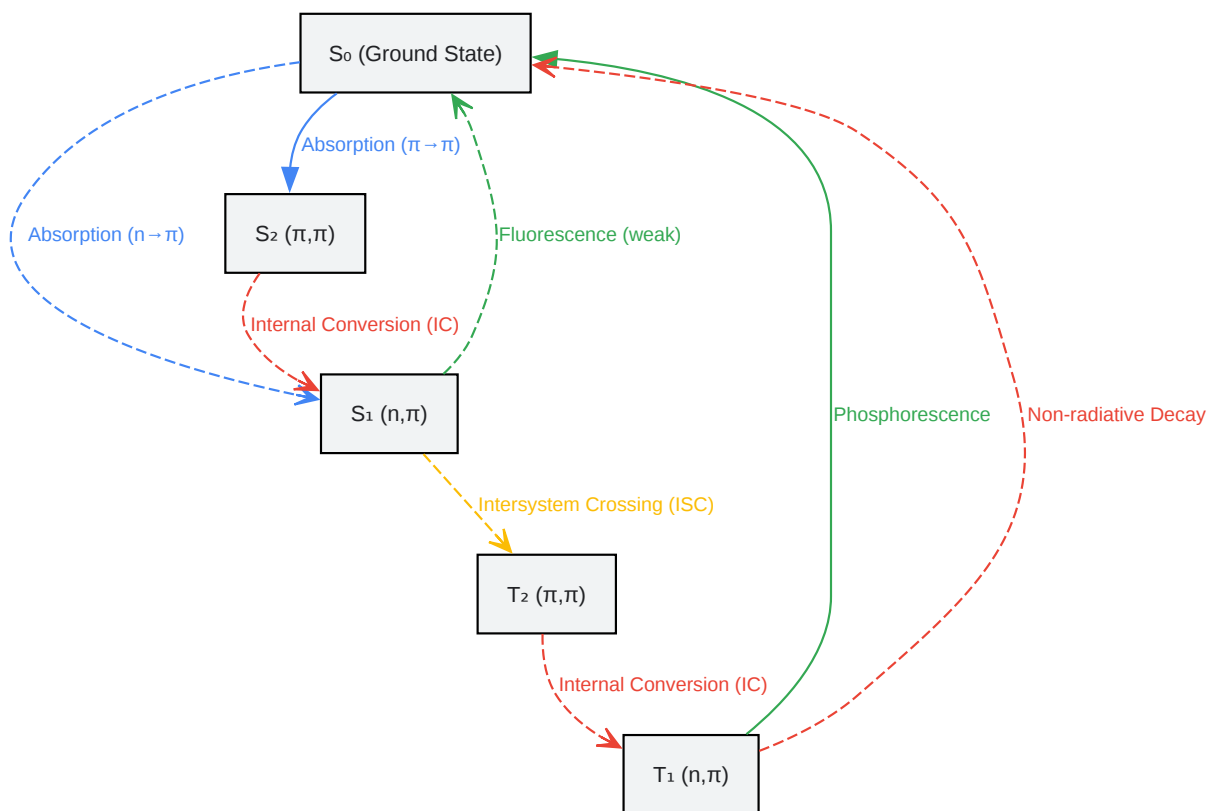 S₀ (Ground State)
Absorption (π→π)
Absorption (n→π)
S₂ (π,π)
Fluorescence (weak)
Internal Conversion (IC)
S₁ (n,π)
Phosphorescence
Non-radiative Decay
Intersystem Crossing (ISC)
T₂ (π,π)
Internal Conversion (IC)
T₁ (n,π)